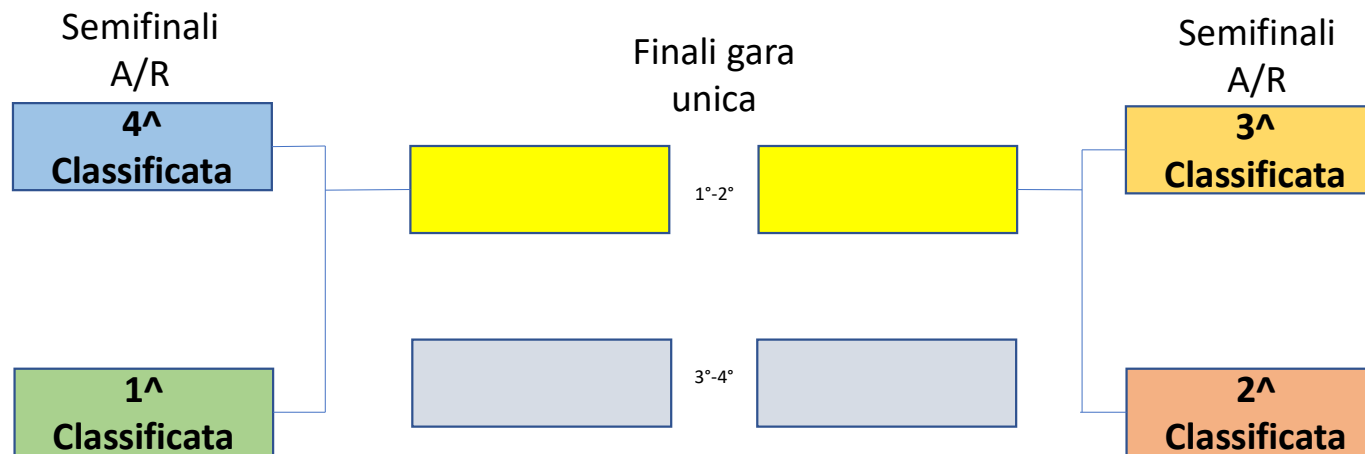 Semifinali
A/R
Finali gara
unica
Semifinali
A/R
4^
Classificata
3^
Classificata
1°-2°
3°-4°
1^
Classificata
2^
Classificata